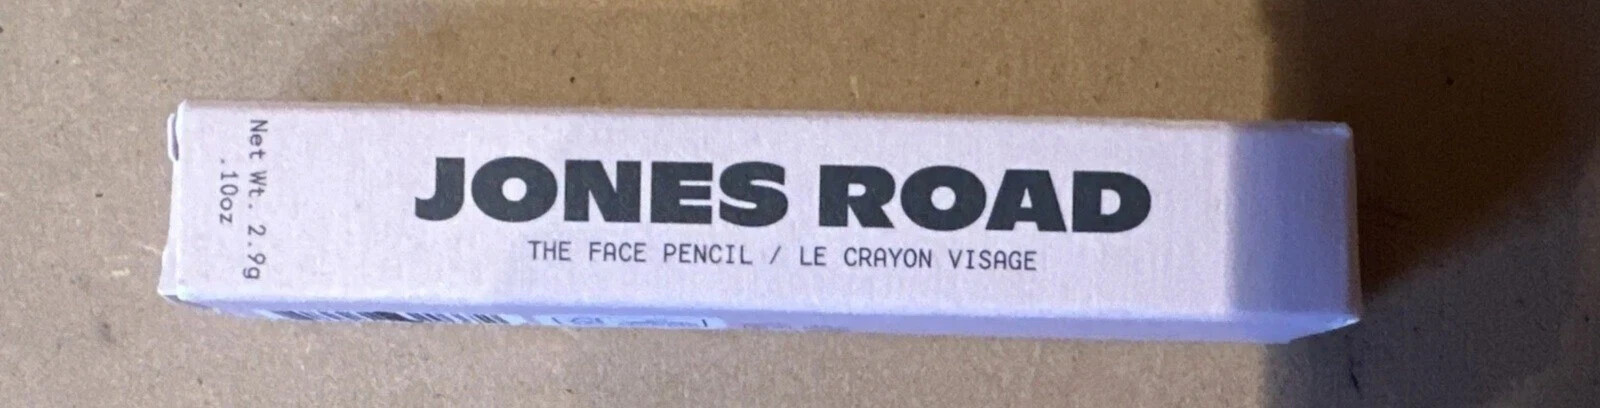 JONES ROAD
THE FACE PENCIL / LE CRAYON VISAGE
Net Wt. 2.9g
.10oz